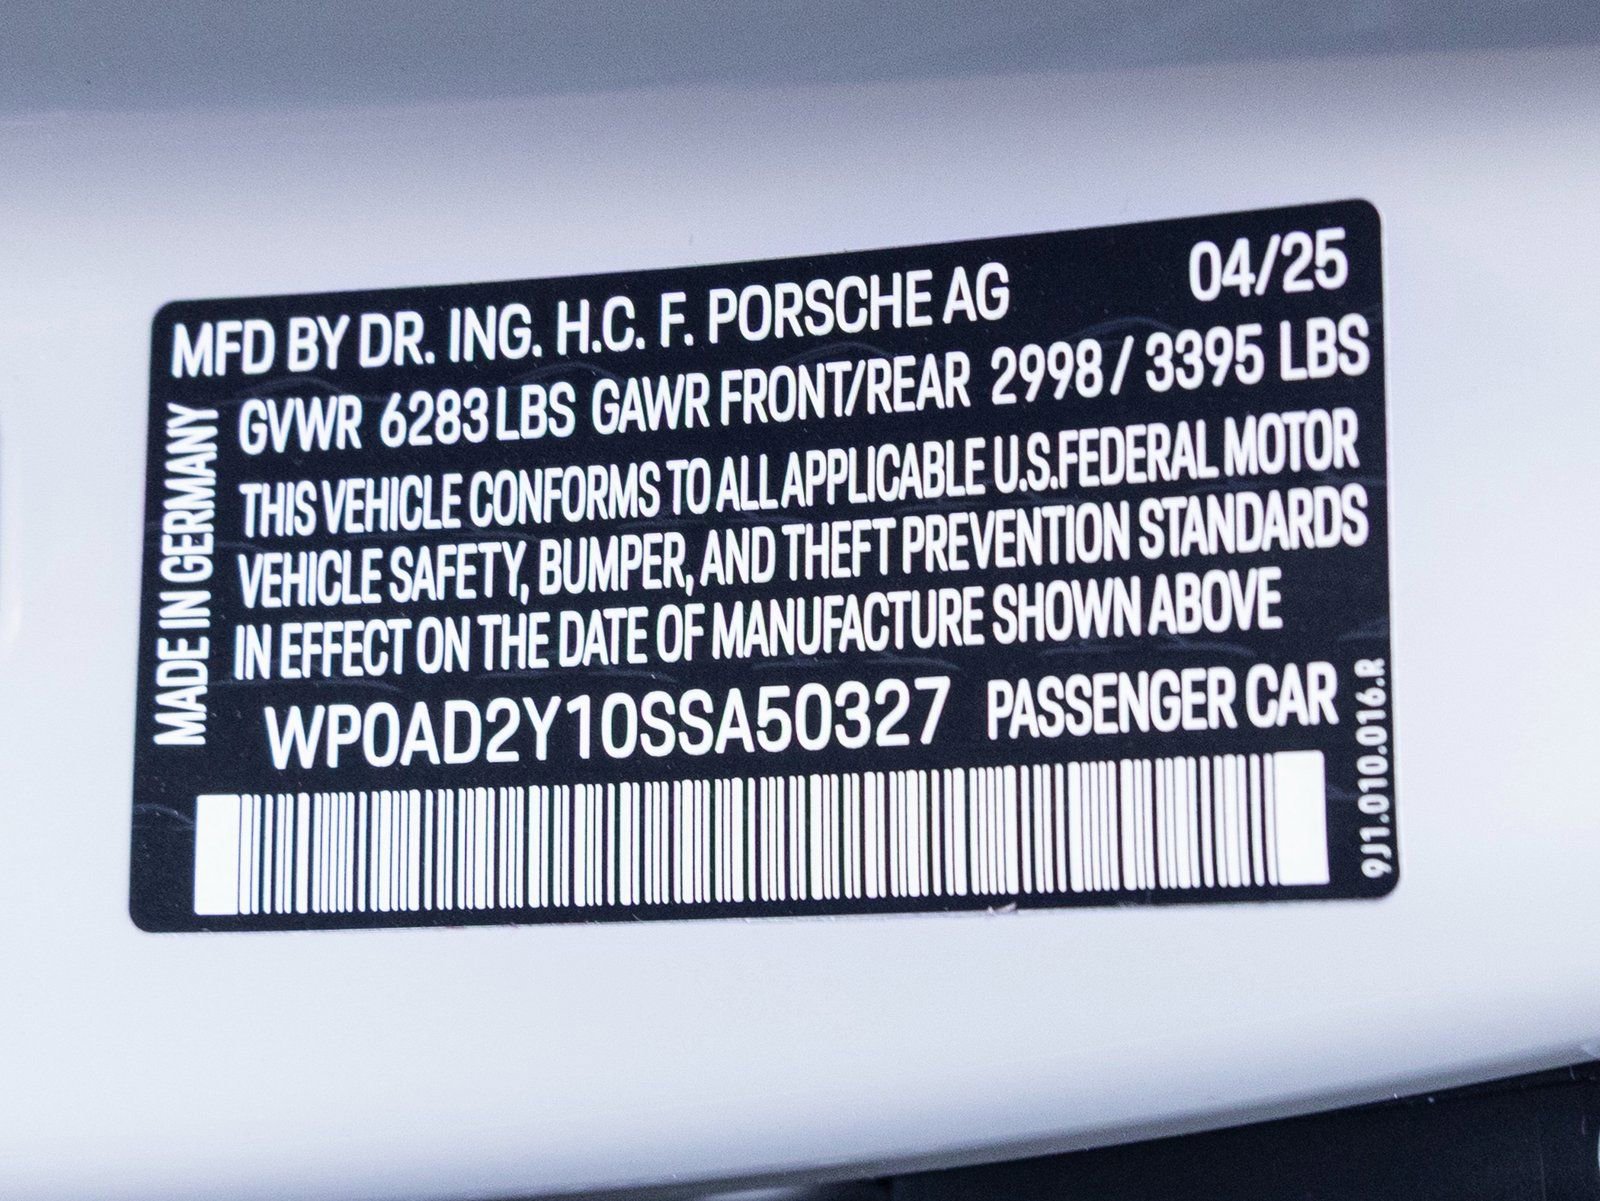 MFD BY DR. ING. H.C. F. PORSCHE AG 04/25
GVWR 6283 LBS GAWR FRONT/REAR 2998 / 3395 LBS
THIS VEHICLE CONFORMS TO ALL APPLICABLE U.S.FEDERAL MOTOR
VEHICLE SAFETY, BUMPER, AND THEFT PREVENTION STANDARDS
IN EFFECT ON THE DATE OF MANUFACTURE SHOWN ABOVE
WP0AD2Y10SSA50327 PASSENGER CAR
MADE IN GERMANY
9J1.010.016.R